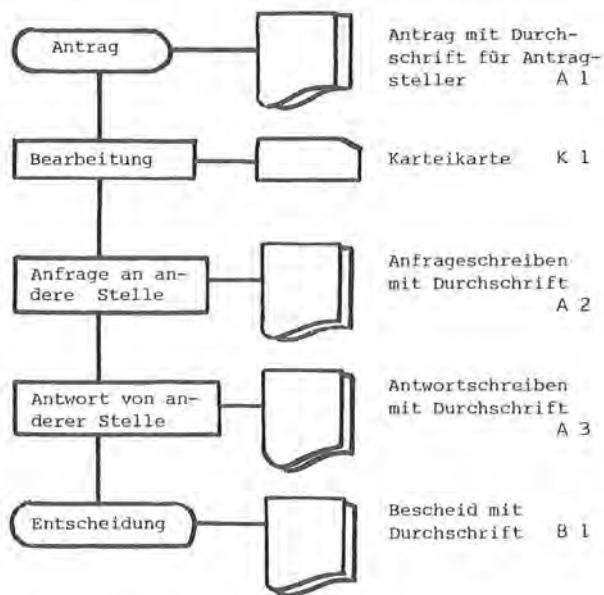 Antrag
Antrag mit Durch-
schrift für Antrag-
steller A 1
Bearbeitung
Karteikarte K 1
Anfrage an an-
dere Stelle
Anfrageschreiben
mit Durchschrift
A 2
Antwort von an-
derer Stelle
Antwortschreiben
mit Durchschrift
A 3
Entscheidung
Bescheid mit
Durchschrift B 1